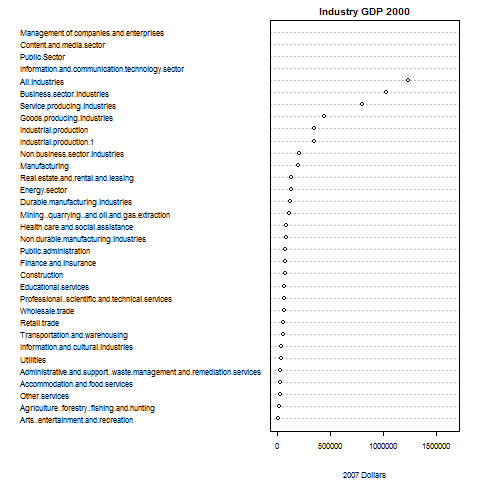 Industry GDP 2000
Management.of.companies.and.enterprises
Content.and.media.sector
Public.Sector
Information.and.communication.technology.sector
All.industries
Business.sector.industries
Service.producing.industries
Goods.producing.industries
Industrial.production
Industrial.production.1
Non.business.sector.industries
Manufacturing
Real.estate.and.rental.and.leasing
Energy.sector
Durable.manufacturing.industries
Mining..quarrying..and.oil.and.gas.extraction
Health.care.and.social.assistance
Non.durable.manufacturing.industries
Public.administration
Finance.and.insurance
Construction
Educational.services
Professional..scientific.and.technical.services
Wholesale.trade
Retail.trade
Transportation.and.warehousing
Information.and.cultural.industries
Utilities
Administrative.and.support..waste.management.and.remediation.services
Accommodation.and.food.services
Other.services
Agriculture..forestry..fishing.and.hunting
Arts..entertainment.and.recreation
0 500000 1000000 1500000
2007 Dollars